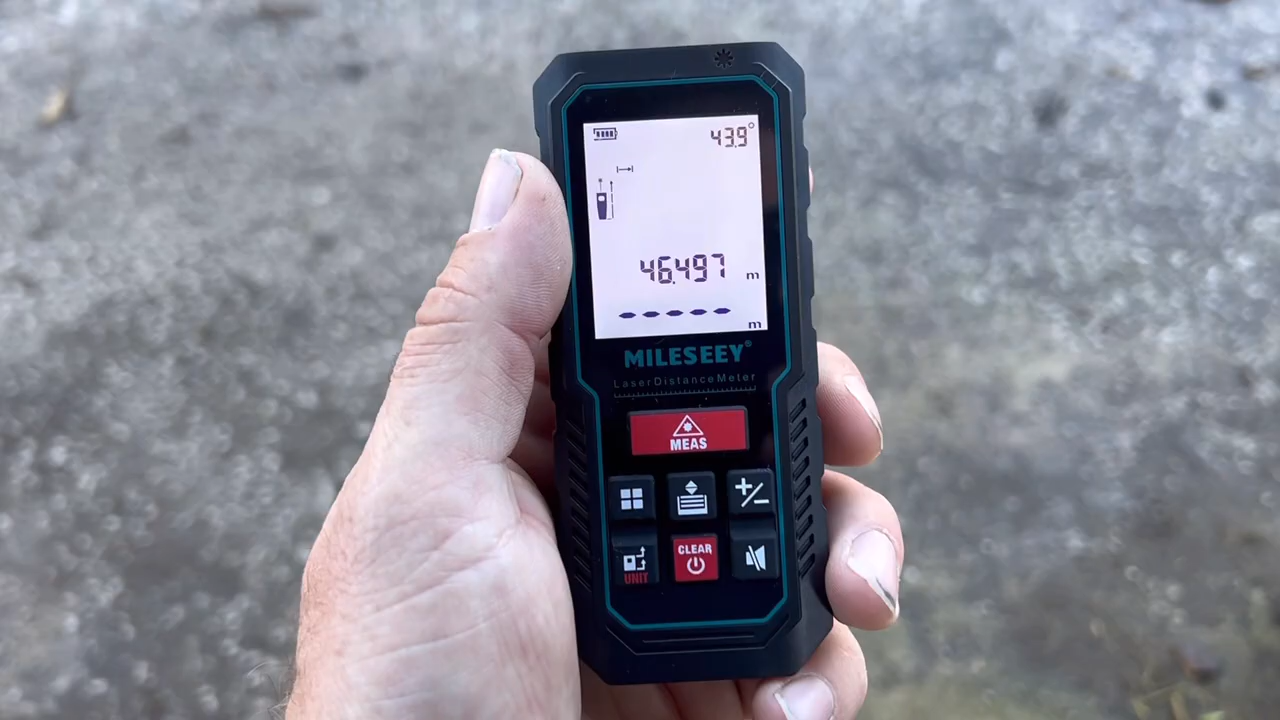 43.9°
46.497 m
----- m
MILESEEY®
LaserDistanceMeter
MEAS
+/-
UNIT
CLEAR